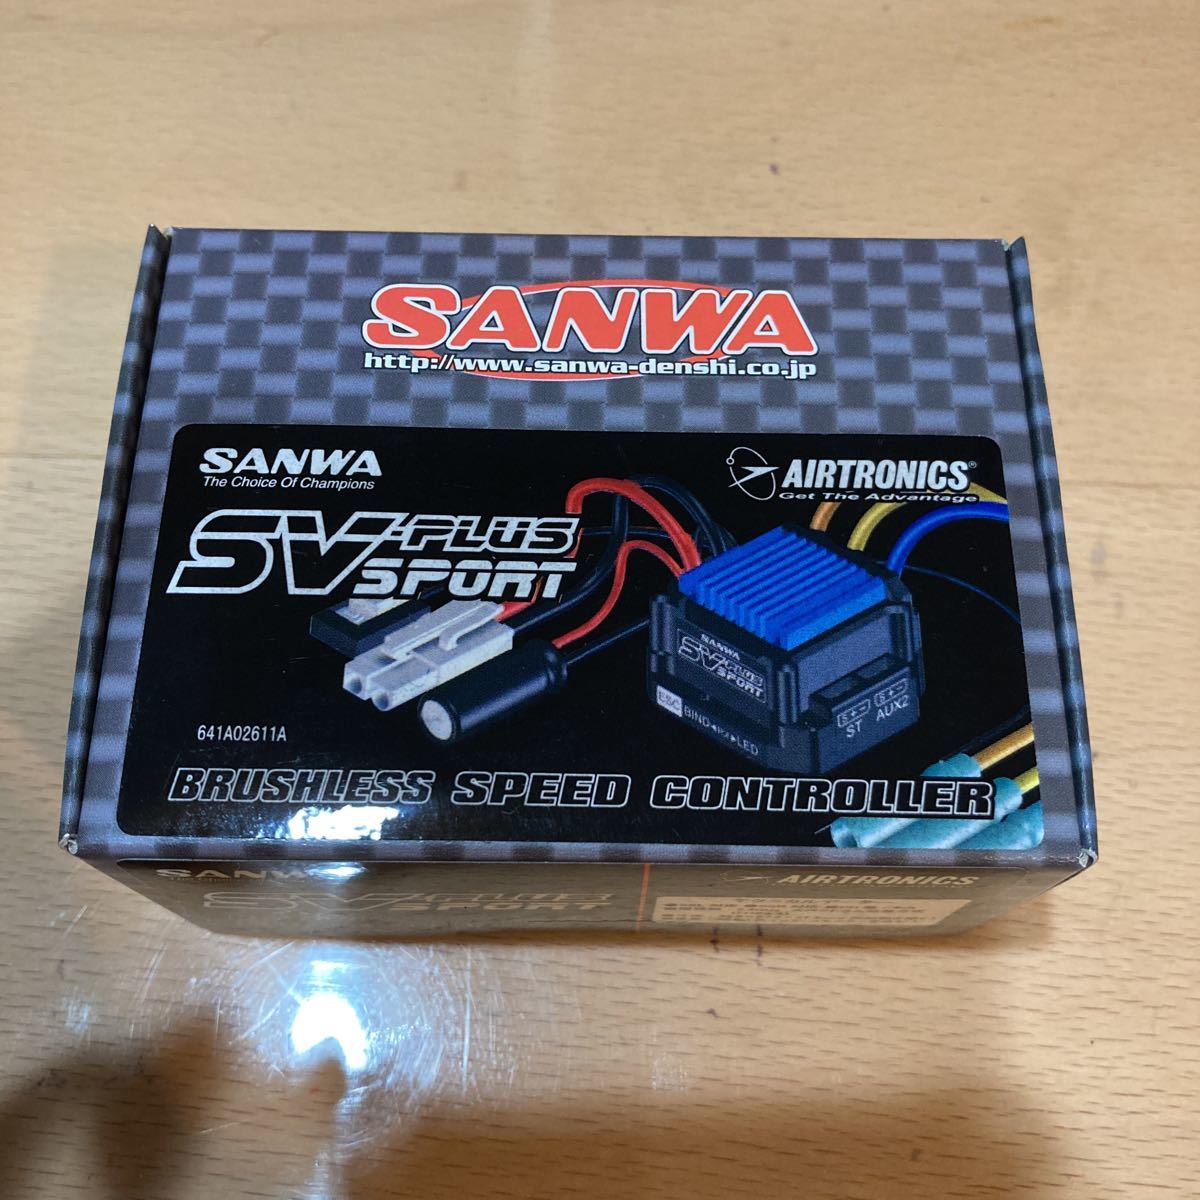 SANWA
http://www.sanwa-denshi.co.jp
SANWA
The Choice Of Champions
AIRTRONICS®
Get The Advantage
SV-PLUS
SPORT
SANWA
SV-PLUS
SPORT
ESC
BIND
LED
ST
AUX2
641A02611A
BRUSHLESS SPEED CONTROLLER
SANWA
AIRTRONICS
SV-PLUS
SPORT